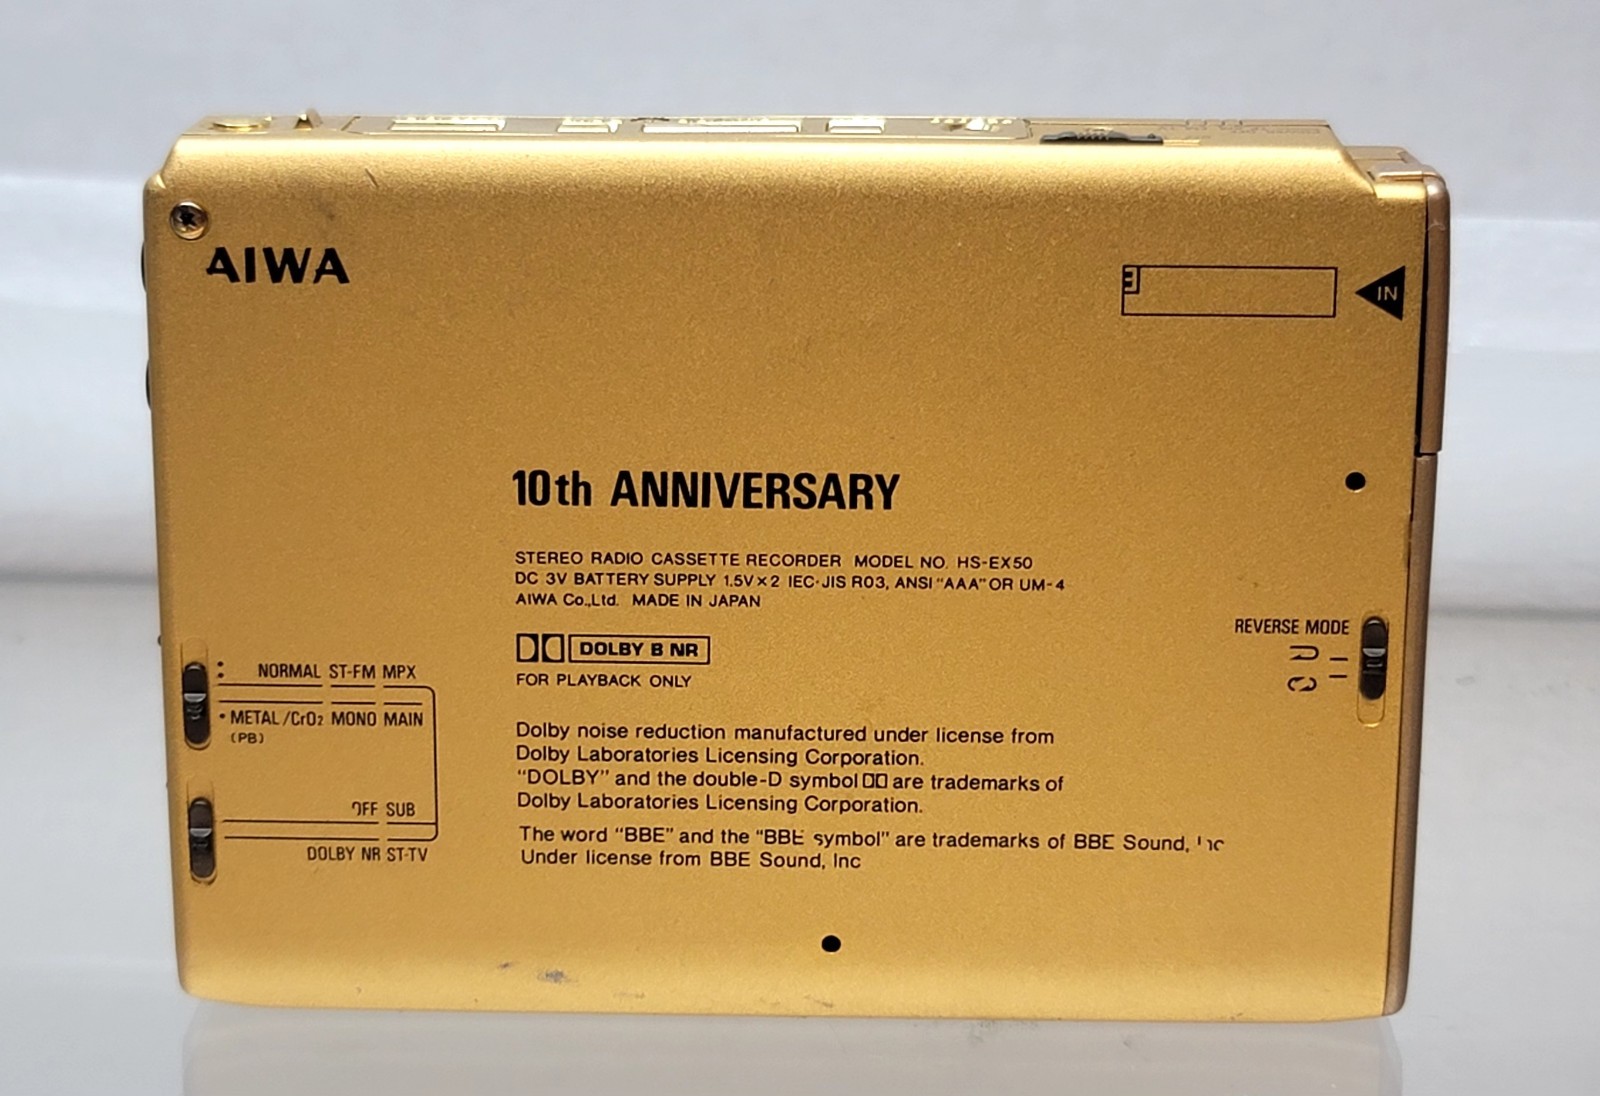 AIWA
IN
10th ANNIVERSARY
STEREO RADIO CASSETTE RECORDER MODEL NO. HS-EX50
DC 3V BATTERY SUPPLY 1.5V×2 IEC·JIS R03, ANSI "AAA" OR UM-4
AIWA Co.,Ltd. MADE IN JAPAN
DOLBY B NR
FOR PLAYBACK ONLY
REVERSE MODE
NORMAL ST-FM MPX
• METAL/CrO2 MONO MAIN
(PB)
OFF SUB
DOLBY NR ST-TV
Dolby noise reduction manufactured under license from
Dolby Laboratories Licensing Corporation.
"DOLBY" and the double-D symbol are trademarks of
Dolby Laboratories Licensing Corporation.
The word "BBE" and the "BBE symbol" are trademarks of BBE Sound, Inc
Under license from BBE Sound, Inc